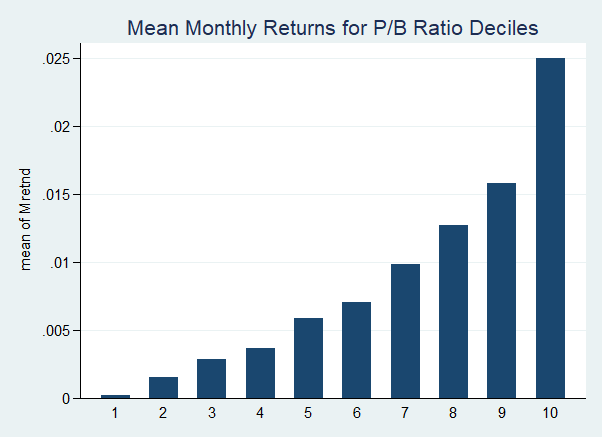 Mean Monthly Returns for P/B Ratio Deciles
mean of Mretnd
.025
.02
.015
.01
.005
0
1 2 3 4 5 6 7 8 9 10